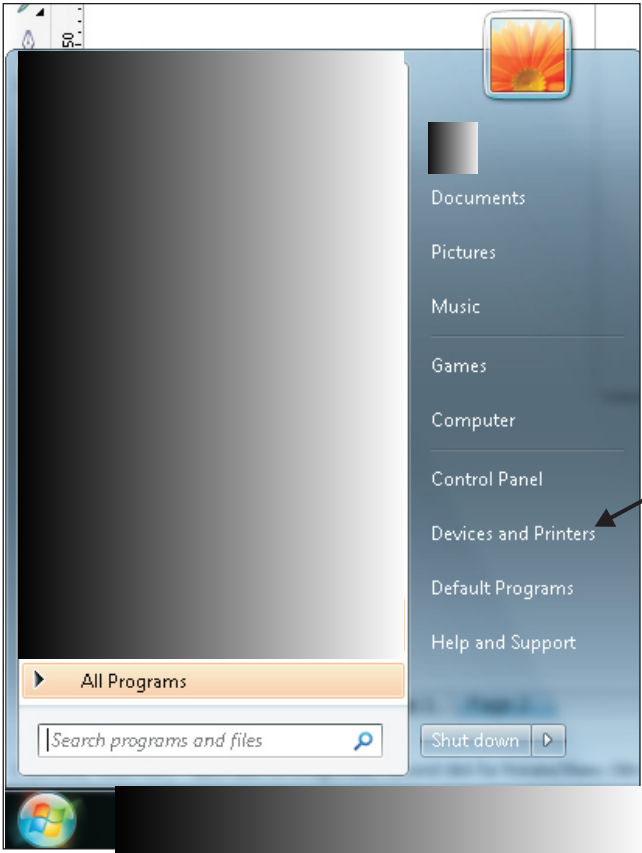 50
Documents
Pictures
Music
Games
Computer
Control Panel
Devices and Printers
Default Programs
Help and Support
All Programs
Search programs and files
Shut down